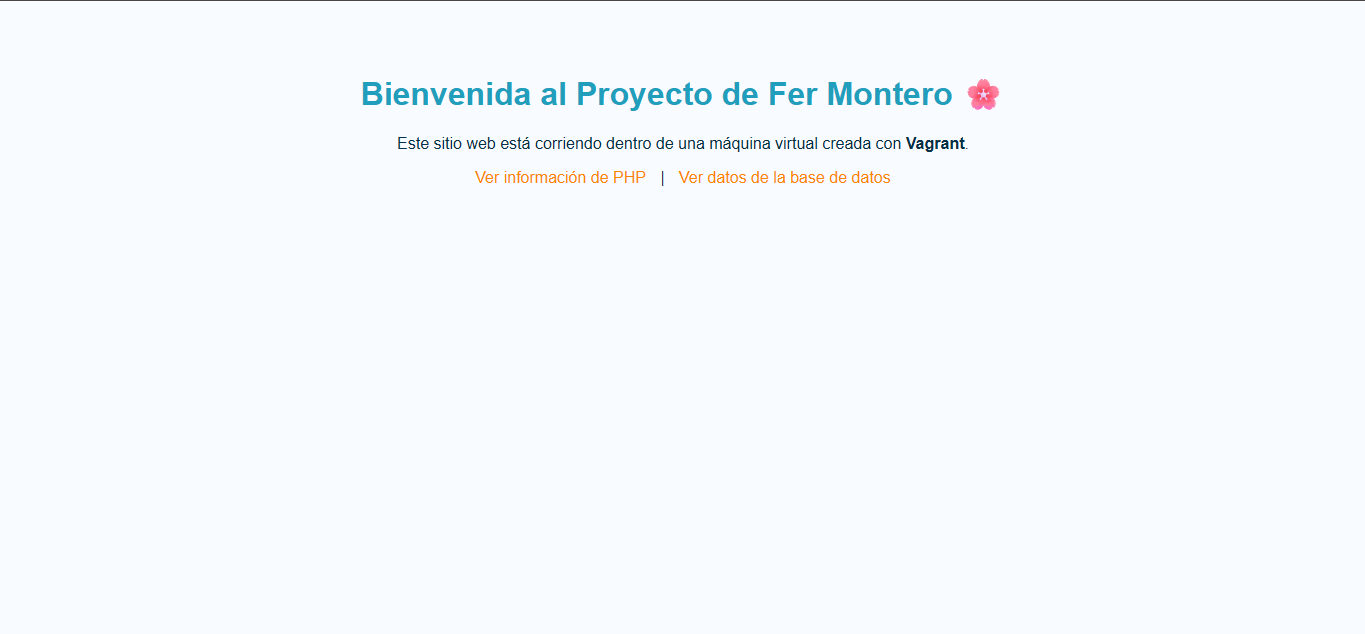 Bienvenida al Proyecto de Fer Montero 🌸
Este sitio web está corriendo dentro de una máquina virtual creada con Vagrant.
Ver información de PHP | Ver datos de la base de datos